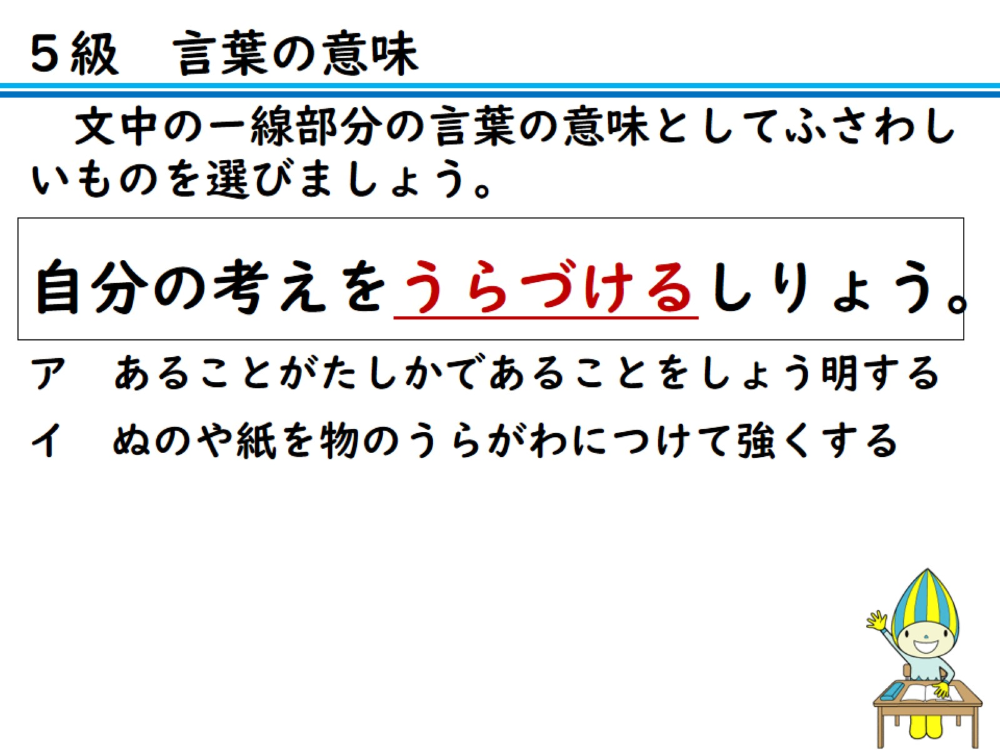 ５級　言葉の意味
文中の一線部分の言葉の意味としてふさわし
いものを選びましょう。
自分の考えをうらづけるしりょう。
ア　あることがたしかであることをしょう明する
イ　ぬのや紙を物のうらがわにつけて強くする